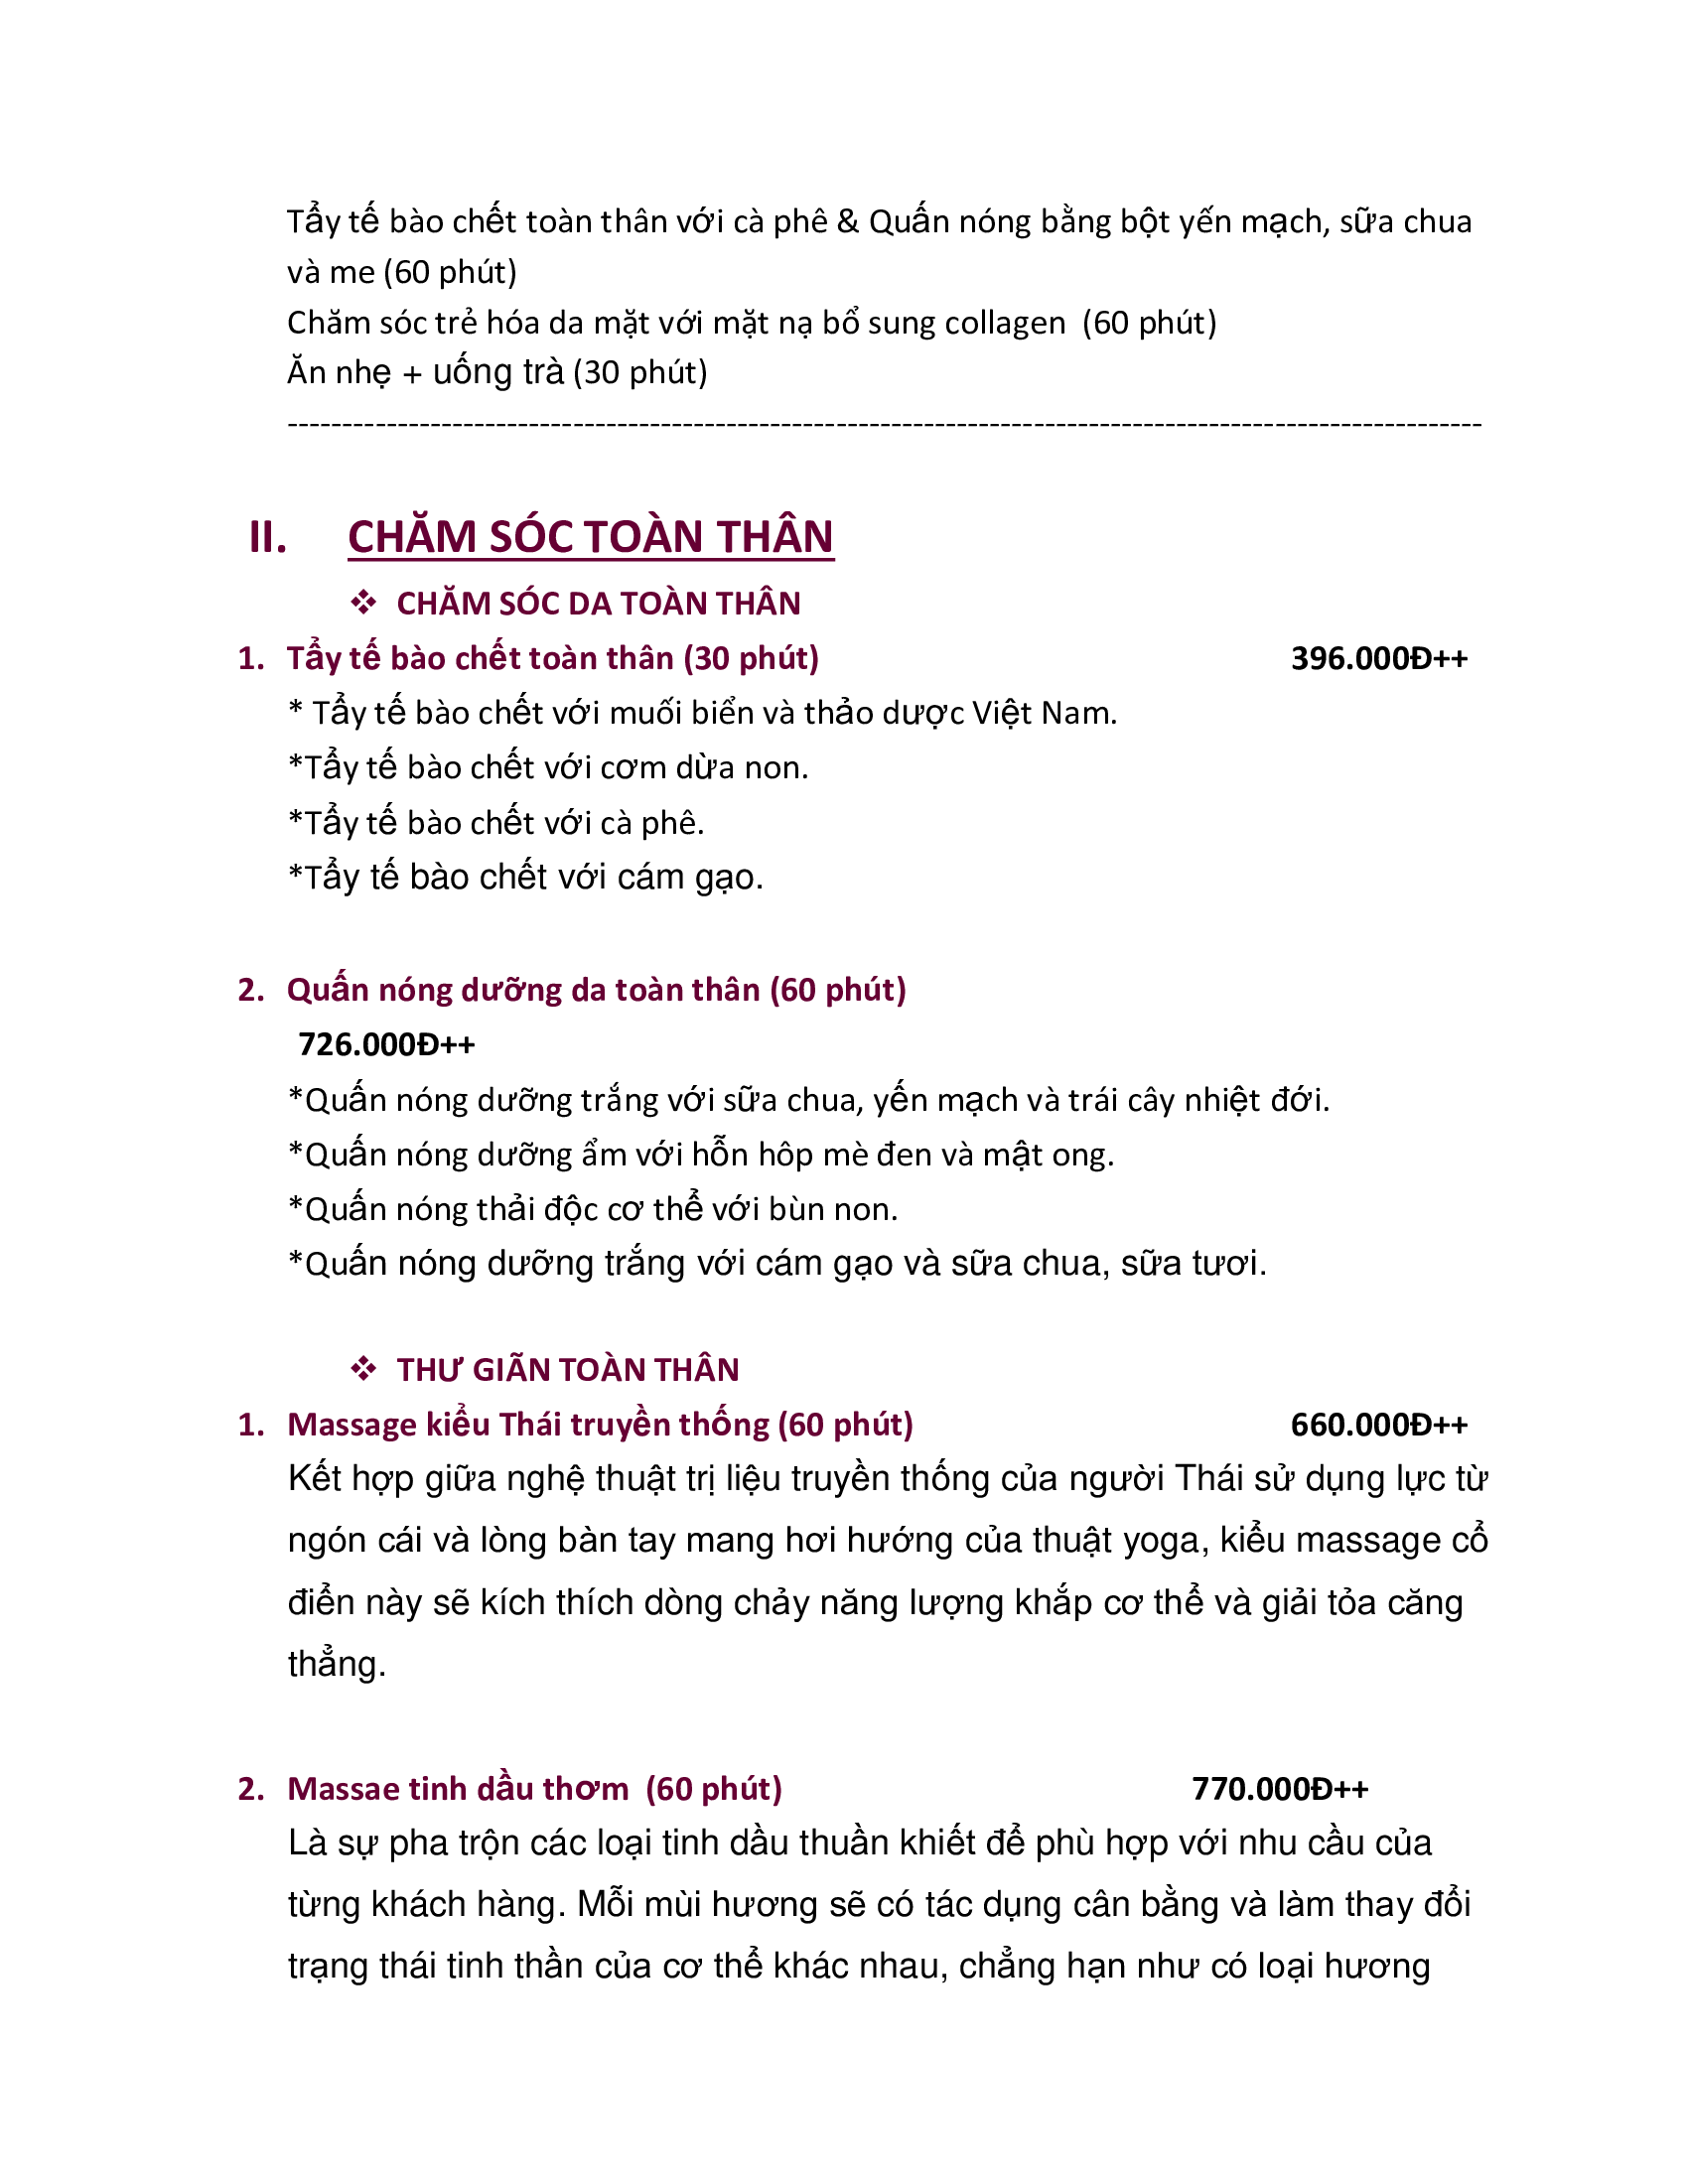 Tẩy tế bào chết toàn thân với cà phê & Quấn nóng bằng bột yến mạch, sữa chua
và me (60 phút)
Chăm sóc trẻ hóa da mặt với mặt nạ bổ sung collagen (60 phút)
Ăn nhẹ + uống trà (30 phút)
-------------------------------------------------------------------------------------------------------------
II. CHĂM SÓC TOÀN THÂN
❖ CHĂM SÓC DA TOÀN THÂN
1. Tẩy tế bào chết toàn thân (30 phút) 396.000Đ++
* Tẩy tế bào chết với muối biển và thảo dược Việt Nam.
*Tẩy tế bào chết với cơm dừa non.
*Tẩy tế bào chết với cà phê.
*Tẩy tế bào chết với cám gạo.
2. Quấn nóng dưỡng da toàn thân (60 phút)
726.000Đ++
*Quấn nóng dưỡng trắng với sữa chua, yến mạch và trái cây nhiệt đới.
*Quấn nóng dưỡng ẩm với hỗn hôp mè đen và mật ong.
*Quấn nóng thải độc cơ thể với bùn non.
*Quấn nóng dưỡng trắng với cám gạo và sữa chua, sữa tươi.
❖ THƯ GIÃN TOÀN THÂN
1. Massage kiểu Thái truyền thống (60 phút) 660.000Đ++
Kết hợp giữa nghệ thuật trị liệu truyền thống của người Thái sử dụng lực từ
ngón cái và lòng bàn tay mang hơi hướng của thuật yoga, kiểu massage cổ
điển này sẽ kích thích dòng chảy năng lượng khắp cơ thể và giải tỏa căng
thẳng.
2. Massae tinh dầu thơm (60 phút) 770.000Đ++
Là sự pha trộn các loại tinh dầu thuần khiết để phù hợp với nhu cầu của
từng khách hàng. Mỗi mùi hương sẽ có tác dụng cân bằng và làm thay đổi
trạng thái tinh thần của cơ thể khác nhau, chẳng hạn như có loại hương